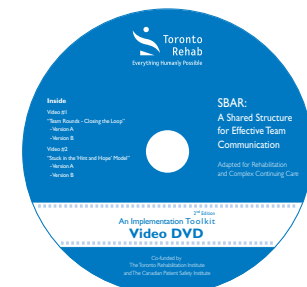 Toronto
Rehab
Everything Humanly Possible
Inside
Video #1
"Team Rounds - Closing the Loop"
- Version A
- Version B
Video #2
"Stuck in the 'Hint and Hope' Model"
- Version A
- Version B
SBAR:
A Shared Structure
for Effective Team
Communication
Adapted for Rehabilitation
and Complex Continuing Care
2nd Edition
An Implementation Toolkit
Video DVD
Co-funded by
The Toronto Rehabilitation Institute
and The Canadian Patient Safety Institute